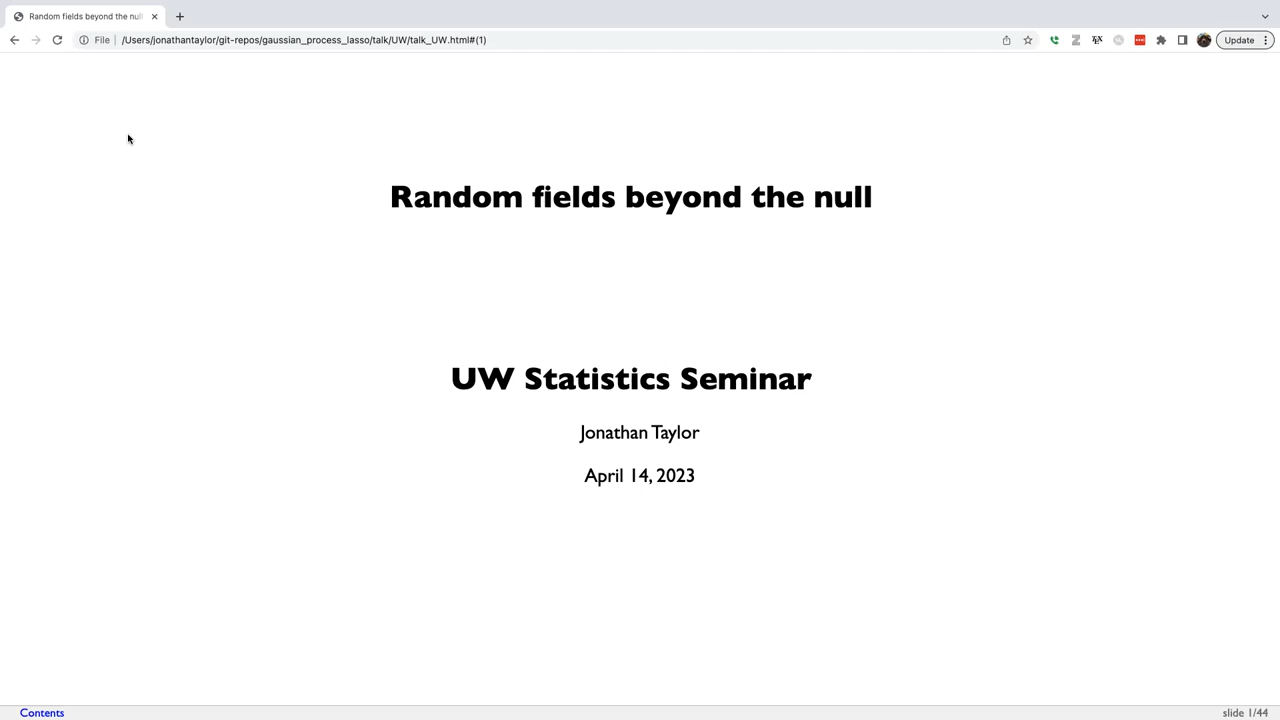 Random fields beyond the nul
File
/Users/jonathantaylor/git-repos/gaussian_process_lasso/talk/UW/talk_UW.html#(1)
Update
Random fields beyond the null
UW Statistics Seminar
Jonathan Taylor
April 14, 2023
Contents
slide 1/44